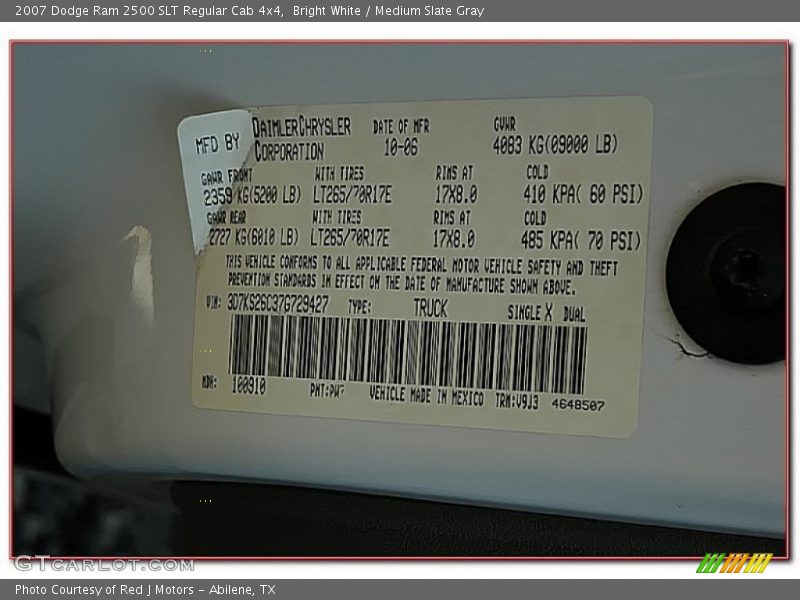 2007 Dodge Ram 2500 SLT Regular Cab 4x4,  Bright White / Medium Slate Gray
MFD BY DAIMLERCHRYSLER CORPORATION DATE OF MFR 10-06 GVWR 4083 KG(09000 LB)
GAWR FRONT WITH TIRES RIMS AT COLD
2359 KG(5200 LB) LT265/70R17E 17X8.0 410 KPA( 60 PSI)
GAWR REAR WITH TIRES RIMS AT COLD
2727 KG(6010 LB) LT265/70R17E 17X8.0 485 KPA( 70 PSI)
THIS VEHICLE CONFORMS TO ALL APPLICABLE FEDERAL MOTOR VEHICLE SAFETY AND THEFT
PREVENTION STANDARDS IN EFFECT ON THE DATE OF MANUFACTURE SHOWN ABOVE.
VIN: 3D7KS26C37G729427 TYPE: TRUCK SINGLE X DUAL
MDH: 100910 PNT:PW7 VEHICLE MADE IN MEXICO TRM:V9J3 4648507
GTCARLOT.COM
Photo Courtesy of Red J Motors – Abilene, TX